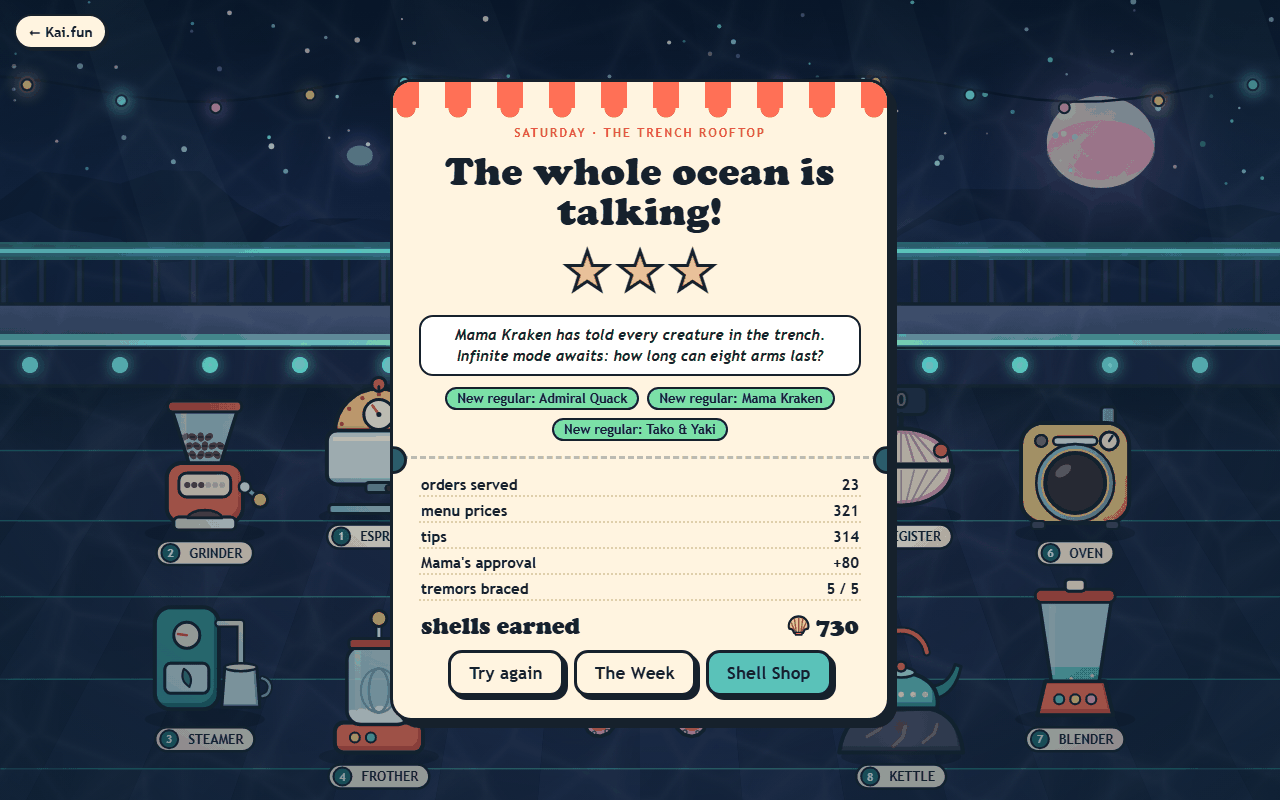 ← Kai.fun
SATURDAY · THE TRENCH ROOFTOP
The whole ocean is
talking!
Mama Kraken has told every creature in the trench.
Infinite mode awaits: how long can eight arms last?
New regular: Admiral Quack
New regular: Mama Kraken
New regular: Tako & Yaki
orders served 23
menu prices 321
tips 314
Mama's approval +80
tremors braced 5 / 5
shells earned 730
Try again
The Week
Shell Shop
2 GRINDER
1
6 OVEN
3 STEAMER
4 FROTHER
8 KETTLE
7 BLENDER